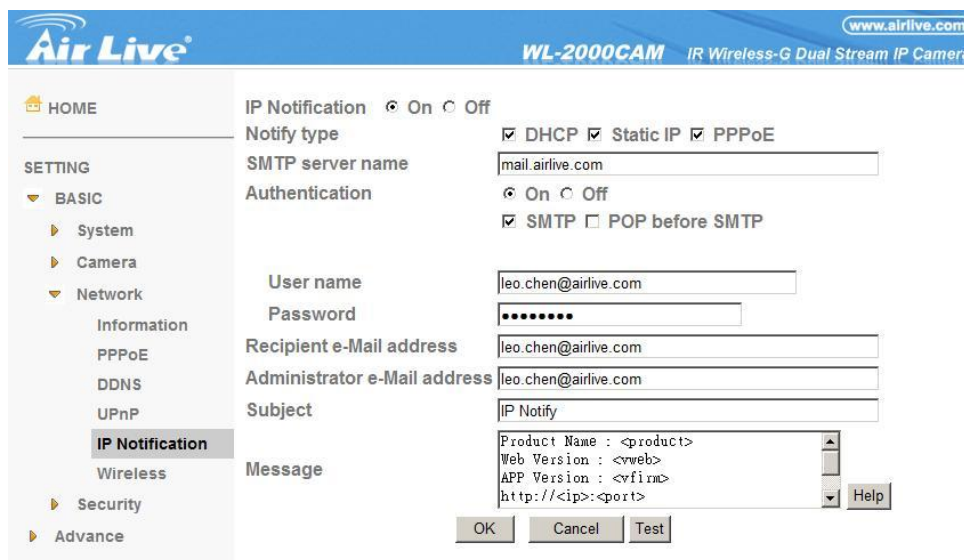 www.airlive.com
Air Live®
WL-2000CAM IR Wireless-G Dual Stream IP Camera
HOME
SETTING
BASIC
System
Camera
Network
Information
PPPoE
DDNS
UPnP
IP Notification
Wireless
Security
Advance
IP Notification On Off
Notify type DHCP Static IP PPPoE
SMTP server name mail.airlive.com
Authentication On Off
SMTP POP before SMTP
User name leo.chen@airlive.com
Password ••••••••
Recipient e-Mail address leo.chen@airlive.com
Administrator e-Mail address leo.chen@airlive.com
Subject IP Notify
Message
Product Name : <product>
Web Version : <vweb>
APP Version : <vfirm>
http://<ip>:<port>
Help
OK Cancel Test